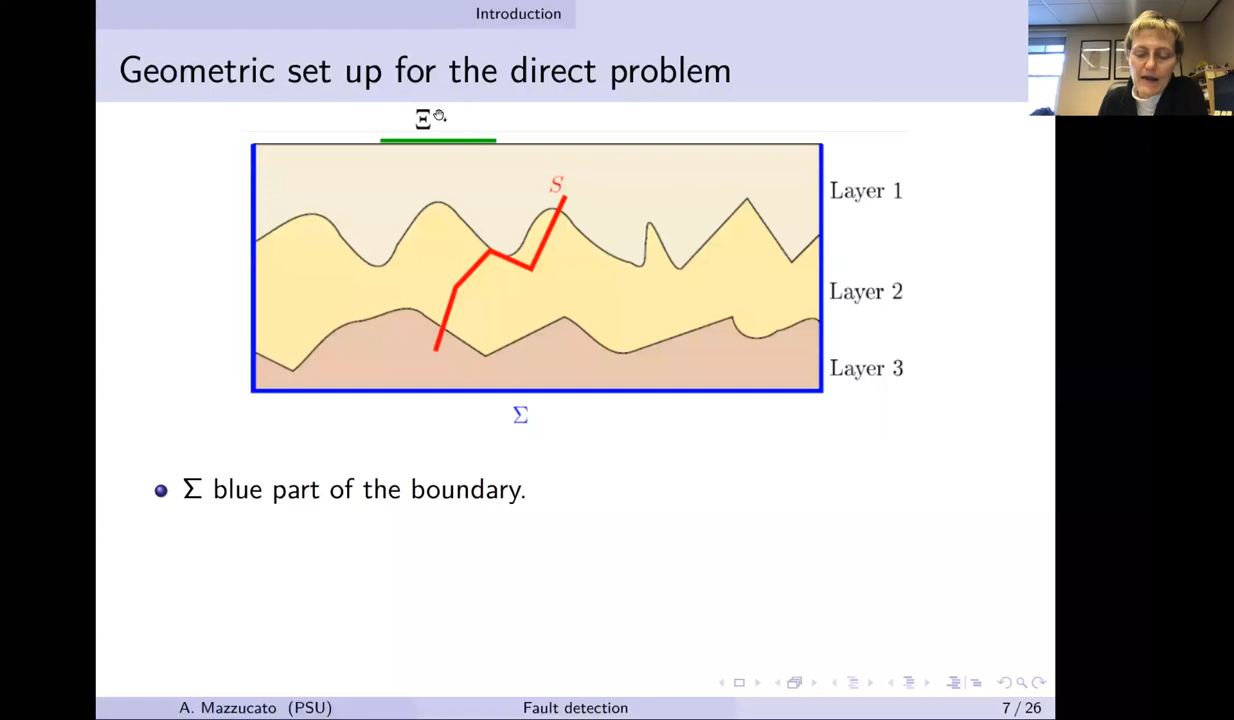 Introduction
Geometric set up for the direct problem
Ξ
S
Layer 1
Layer 2
Layer 3
Σ
Σ blue part of the boundary.
A. Mazzucato (PSU)
Fault detection
7 / 26